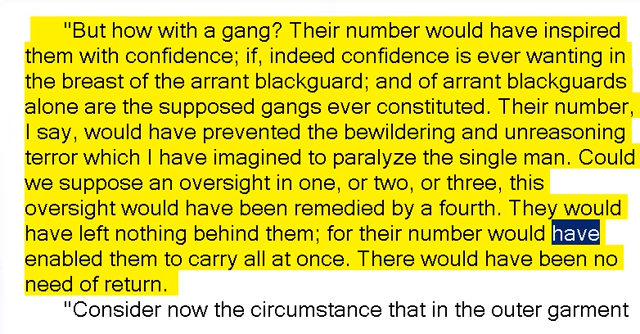 "But how with a gang? Their number would have inspired
them with confidence; if, indeed confidence is ever wanting in
the breast of the arrant blackguard; and of arrant blackguards
alone are the supposed gangs ever constituted. Their number,
I say, would have prevented the bewildering and unreasoning
terror which I have imagined to paralyze the single man. Could
we suppose an oversight in one, or two, or three, this
oversight would have been remedied by a fourth. They would
have left nothing behind them; for their number would have
enabled them to carry all at once. There would have been no
need of return.
"Consider now the circumstance that in the outer garment